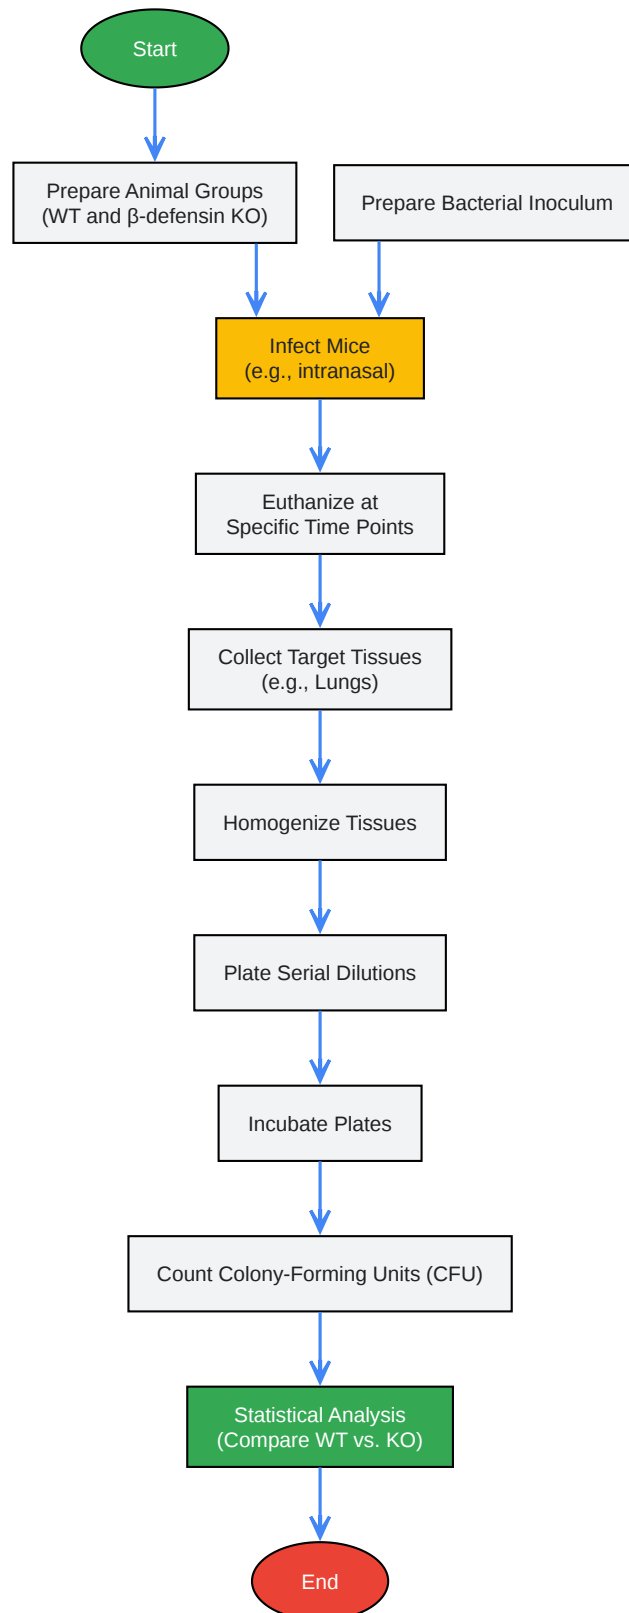 Start
Prepare Animal Groups
(WT and β-defensin KO)
Prepare Bacterial Inoculum
Infect Mice
(e.g., intranasal)
Euthanize at
Specific Time Points
Collect Target Tissues
(e.g., Lungs)
Homogenize Tissues
Plate Serial Dilutions
Incubate Plates
Count Colony-Forming Units (CFU)
Statistical Analysis
(Compare WT vs. KO)
End